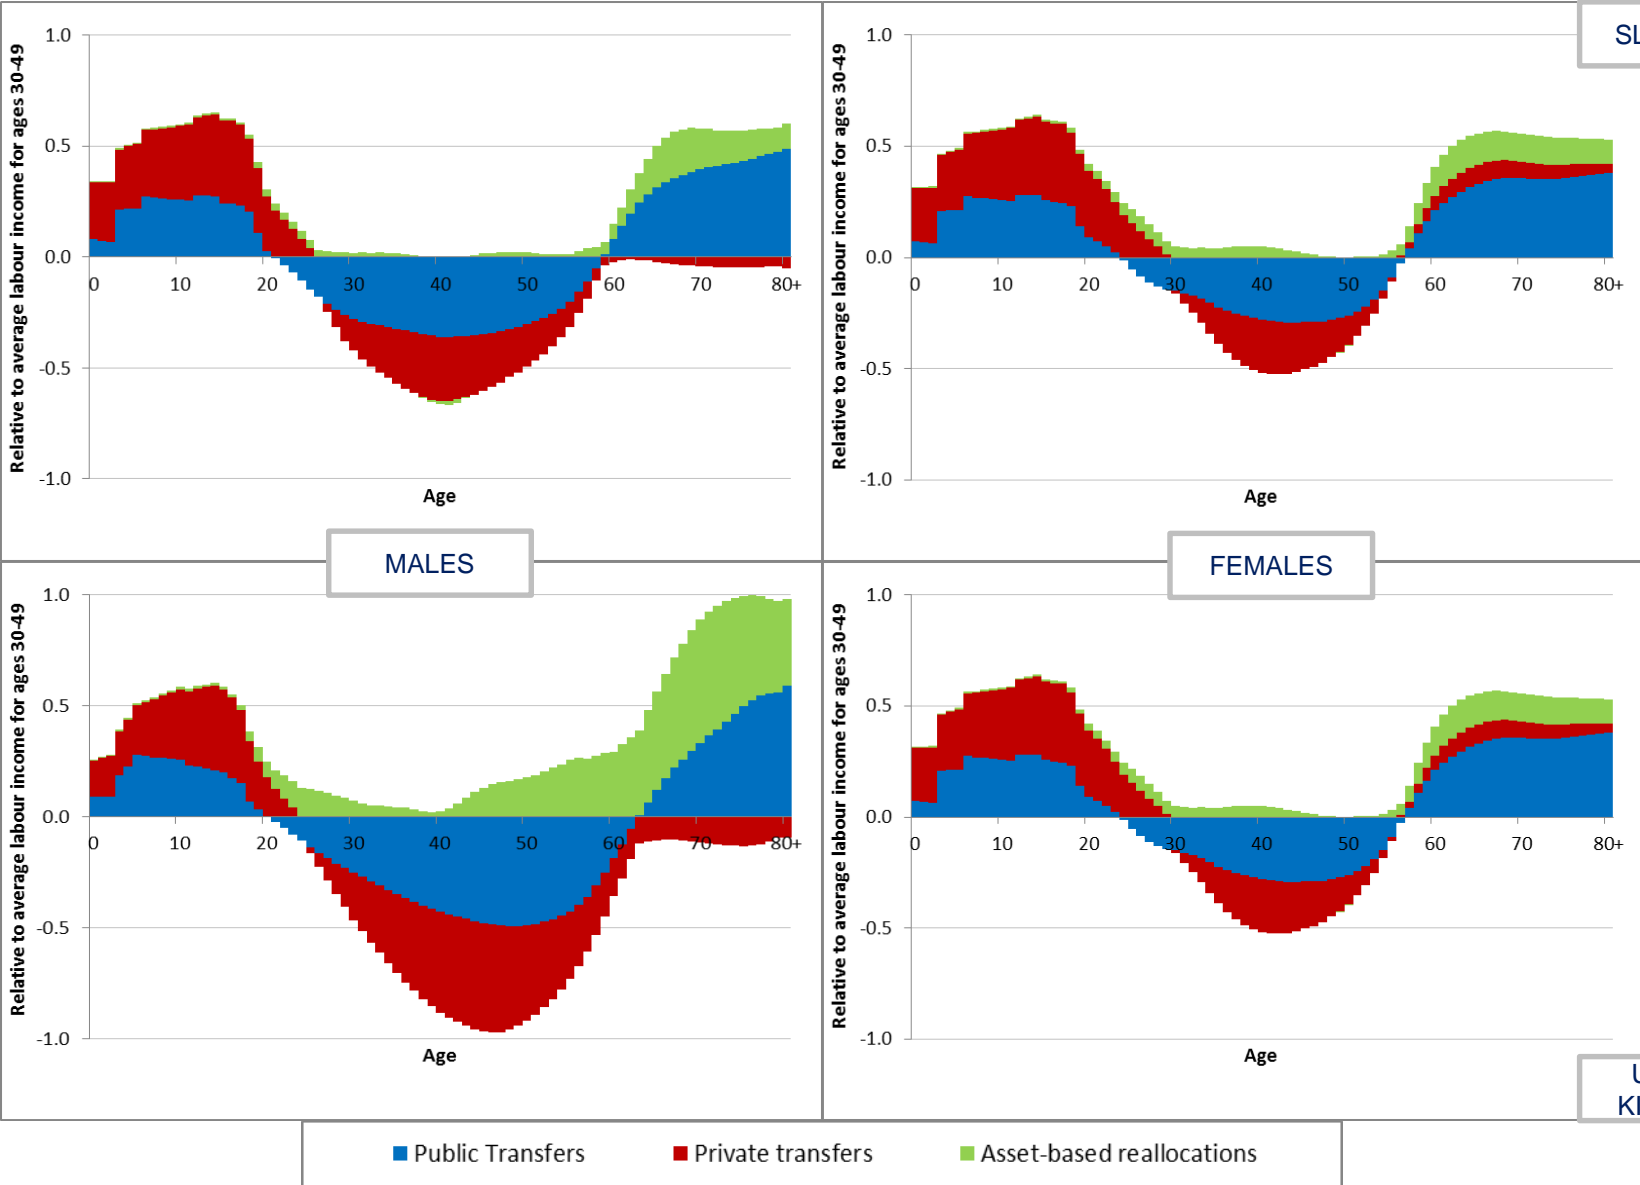 SL
Relative to average labour income for ages 30-49
1.0
0.5
0.0
-0.5
-1.0
0 10 20 30 40 50 60 70 80+
Age
Relative to average labour income for ages 30-49
1.0
0.5
0.0
-0.5
-1.0
0 10 20 30 40 50 60 70 80+
Age
MALES
FEMALES
Relative to average labour income for ages 30-49
1.0
0.5
0.0
-0.5
-1.0
0 10 20 30 40 50 60 70 80+
Age
Relative to average labour income for ages 30-49
1.0
0.5
0.0
-0.5
-1.0
0 10 20 30 40 50 60 70 80+
Age
Public Transfers Private transfers Asset-based reallocations